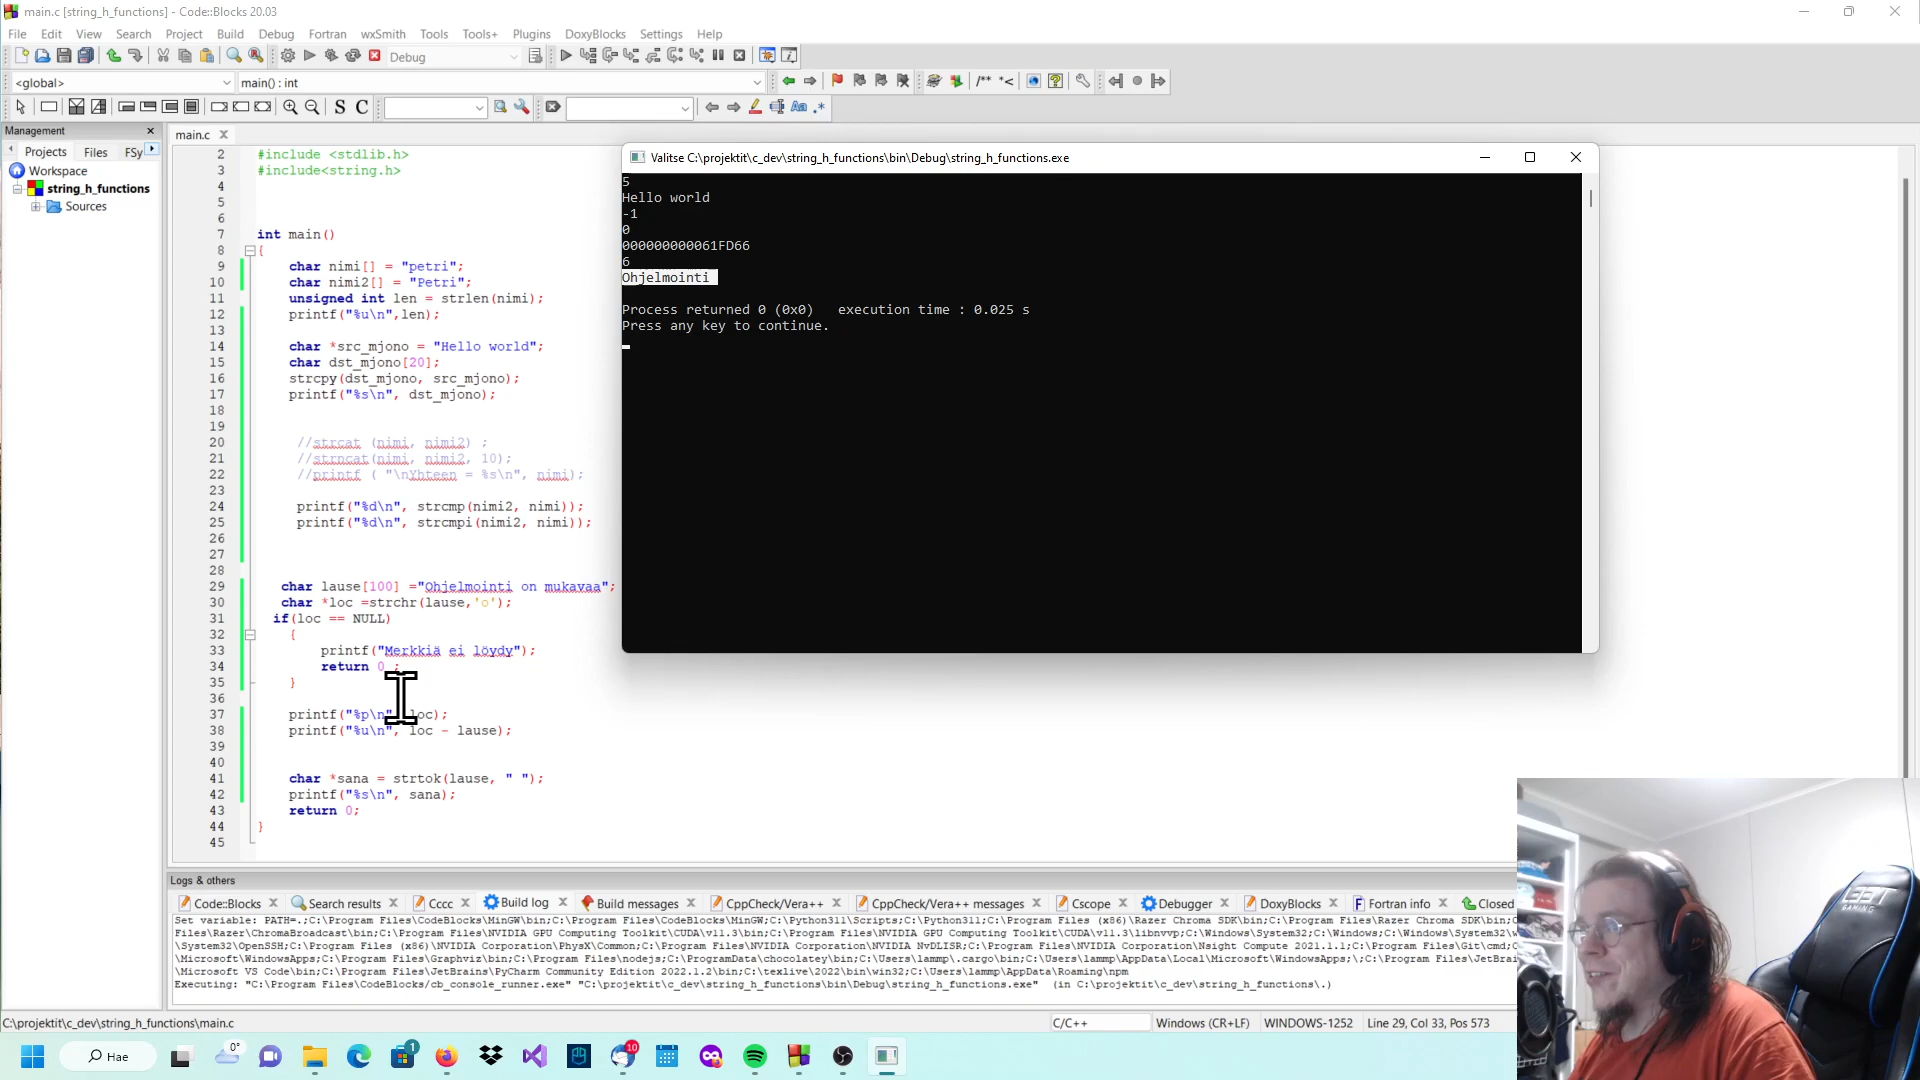 main.c [string_h_functions] - Code::Blocks 20.03
File Edit View Search Project Build Debug Fortran wxSmith Tools Tools+ Plugins DoxyBlocks Settings Help
Debug
<global>
main() : int
/** *<
S C
Aa .*
Management
Projects Files FSy
Workspace
string_h_functions
Sources
main.c
2 #include <stdlib.h>
3 #include<string.h>
4
5
6
7 int main()
8 {
9 char nimi[] = "petri";
10 char nimi2[] = "Petri";
11 unsigned int len = strlen(nimi);
12 printf("%u\n",len);
13
14 char *src_mjono = "Hello world";
15 char dst_mjono[20];
16 strcpy(dst_mjono, src_mjono);
17 printf("%s\n", dst_mjono);
18
19
20 //strcat (nimi, nimi2) ;
21 //strncat(nimi, nimi2, 10);
22 //printf ( "\nYhteen = %s\n", nimi);
23
24 printf("%d\n", strcmp(nimi2, nimi));
25 printf("%d\n", strcmpi(nimi2, nimi));
26
27
28
29 char lause[100] ="Ohjelmointi on mukavaa";
30 char *loc =strchr(lause,'o');
31 if(loc == NULL)
32 {
33 printf("Merkkiä ei löydy");
34 return 0 ;
35 }
36
37 printf("%p\n", loc);
38 printf("%u\n", loc - lause);
39
40
41 char *sana = strtok(lause, " ");
42 printf("%s\n", sana);
43 return 0;
44 }
45
Valitse C:\projektit\c_dev\string_h_functions\bin\Debug\string_h_functions.exe
5
Hello world
-1
0
000000000061FD66
6
Ohjelmointi
Process returned 0 (0x0)   execution time : 0.025 s
Press any key to continue.
Logs & others
Code::Blocks Search results Cccc Build log Build messages CppCheck/Vera++ CppCheck/Vera++ messages Cscope Debugger DoxyBlocks Fortran info Closed
Set variable: PATH=.;C:\Program Files\CodeBlocks\MinGW\bin;C:\Program Files\CodeBlocks\MinGW;C:\Python311\Scripts;C:\Python311;C:\Program Files (x86)\Razer Chroma SDK\bin;C:\Program Files\Razer Chroma SDK\bin;C:
Files\Razer\ChromaBroadcast\bin;C:\Program Files\NVIDIA GPU Computing Toolkit\CUDA\v11.3\bin;C:\Program Files\NVIDIA GPU Computing Toolkit\CUDA\v11.3\libnvvp;C:\Windows\System32;C:\Windows;C:\Windows\System32\w
\System32\OpenSSH;C:\Program Files (x86)\NVIDIA Corporation\PhysX\Common;C:\Program Files\NVIDIA Corporation\NVIDIA NvDLISR;C:\Program Files\NVIDIA Corporation\Nsight Compute 2021.1.1;C:\Program Files\Git\cmd;C
\Microsoft\WindowsApps;C:\Program Files\Graphviz\bin;C:\Program Files\nodejs;C:\ProgramData\chocolatey\bin;C:\Users\lammp\.cargo\bin;C:\Users\lammp\AppData\Local\Microsoft\WindowsApps;\;C:\Program Files\JetBrai
\Microsoft VS Code\bin;C:\Program Files\JetBrains\PyCharm Community Edition 2022.1.2\bin;C:\texlive\2022\bin\win32;C:\Users\lammp\AppData\Roaming\npm
Executing: "C:\Program Files\CodeBlocks/cb_console_runner.exe" "C:\projektit\c_dev\string_h_functions\bin\Debug\string_h_functions.exe"  (in C:\projektit\c_dev\string_h_functions\.)
C:\projektit\c_dev\string_h_functions\main.c
C/C++
Windows (CR+LF)
WINDOWS-1252
Line 29, Col 33, Pos 573
Hae
0°
1
10
L33T
GAMING